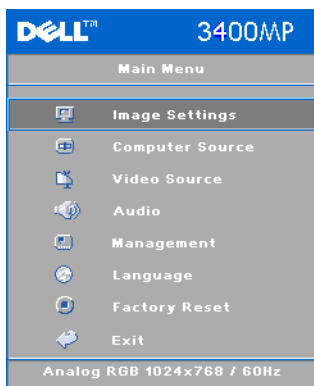 DELL™ 3400MP
Main Menu
Image Settings
Computer Source
Video Source
Audio
Management
Language
Factory Reset
Exit
Analog RGB 1024x768 / 60Hz